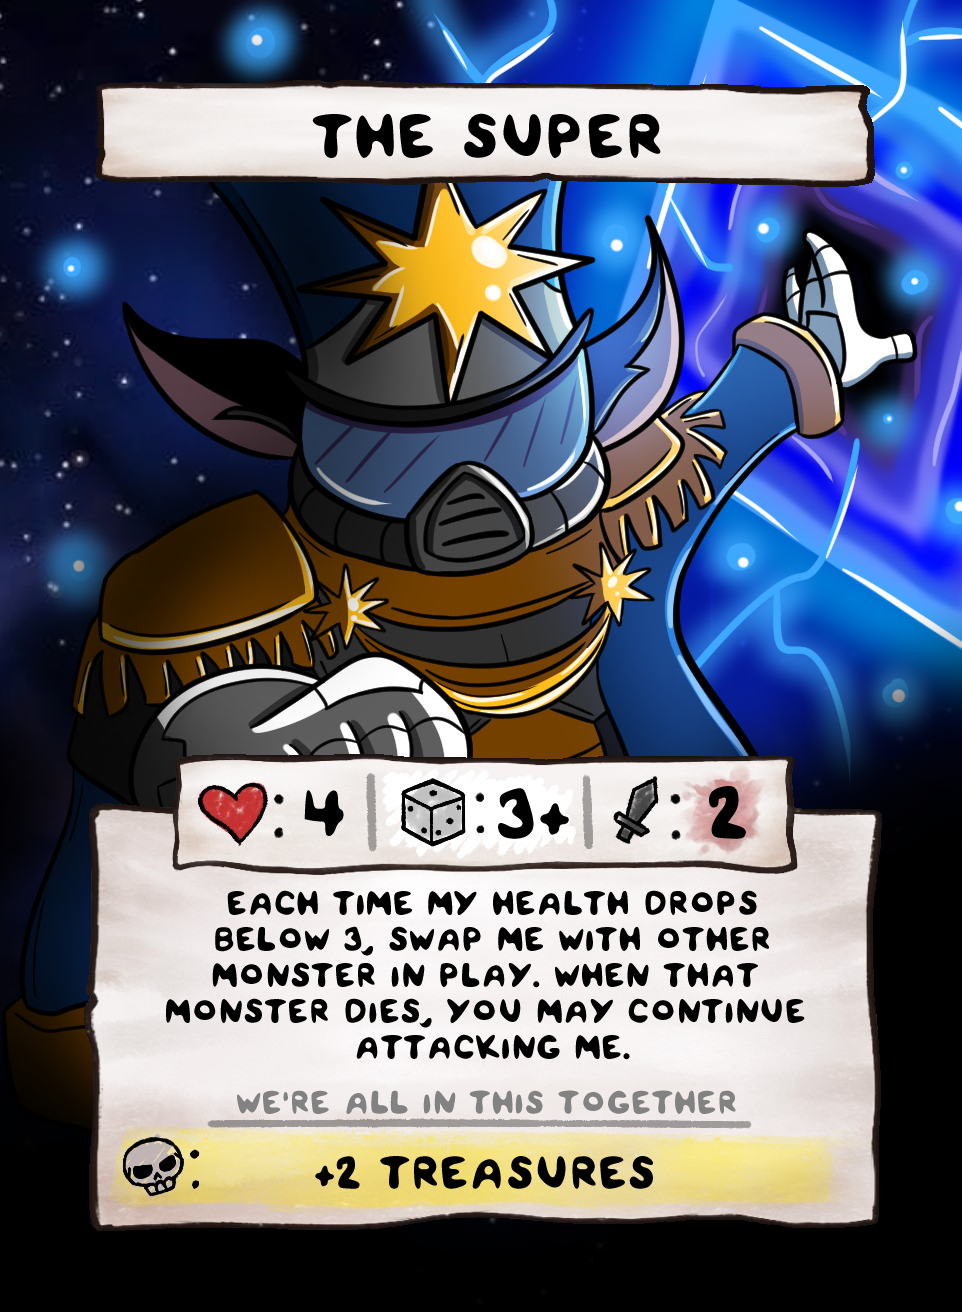 THE SUPER
: 4 | : 3+ | : 2
EACH TIME MY HEALTH DROPS
BELOW 3, SWAP ME WITH OTHER
MONSTER IN PLAY. WHEN THAT
MONSTER DIES, YOU MAY CONTINUE
ATTACKING ME.
WE'RE ALL IN THIS TOGETHER
: +2 TREASURES